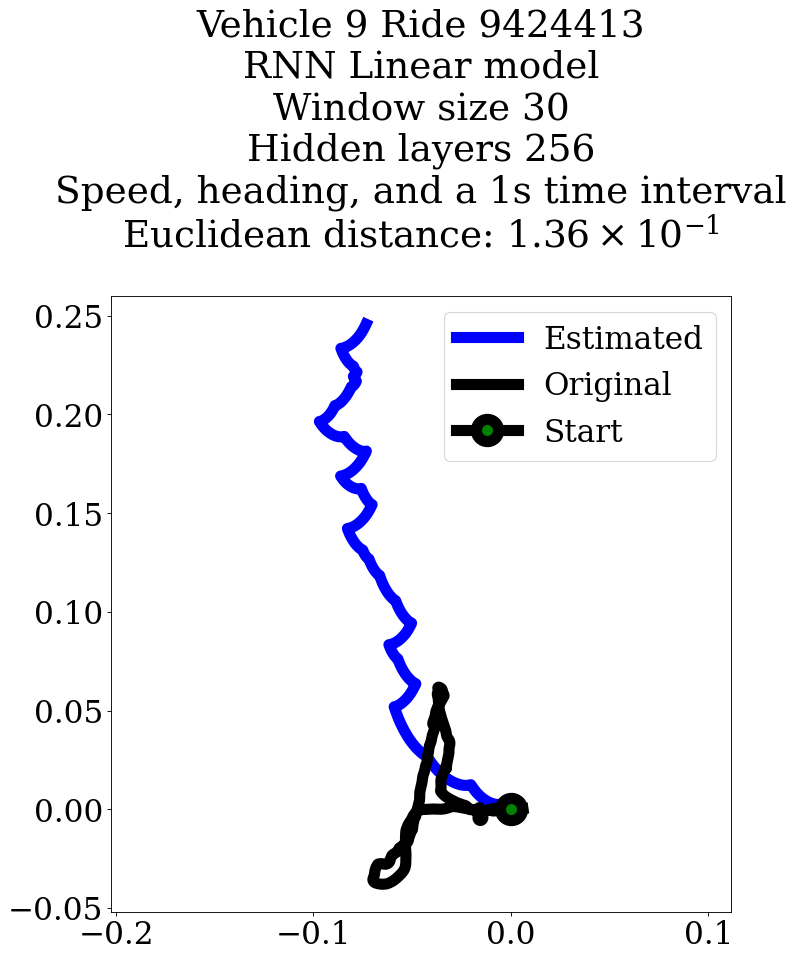 Vehicle 9 Ride 9424413
RNN Linear model
Window size 30
Hidden layers 256
Speed, heading, and a 1s time interval
Euclidean distance: 1.36 × 10⁻¹
0.25
0.20
0.15
0.10
0.05
0.00
−0.05
Estimated
Original
Start
−0.2
−0.1
0.0
0.1